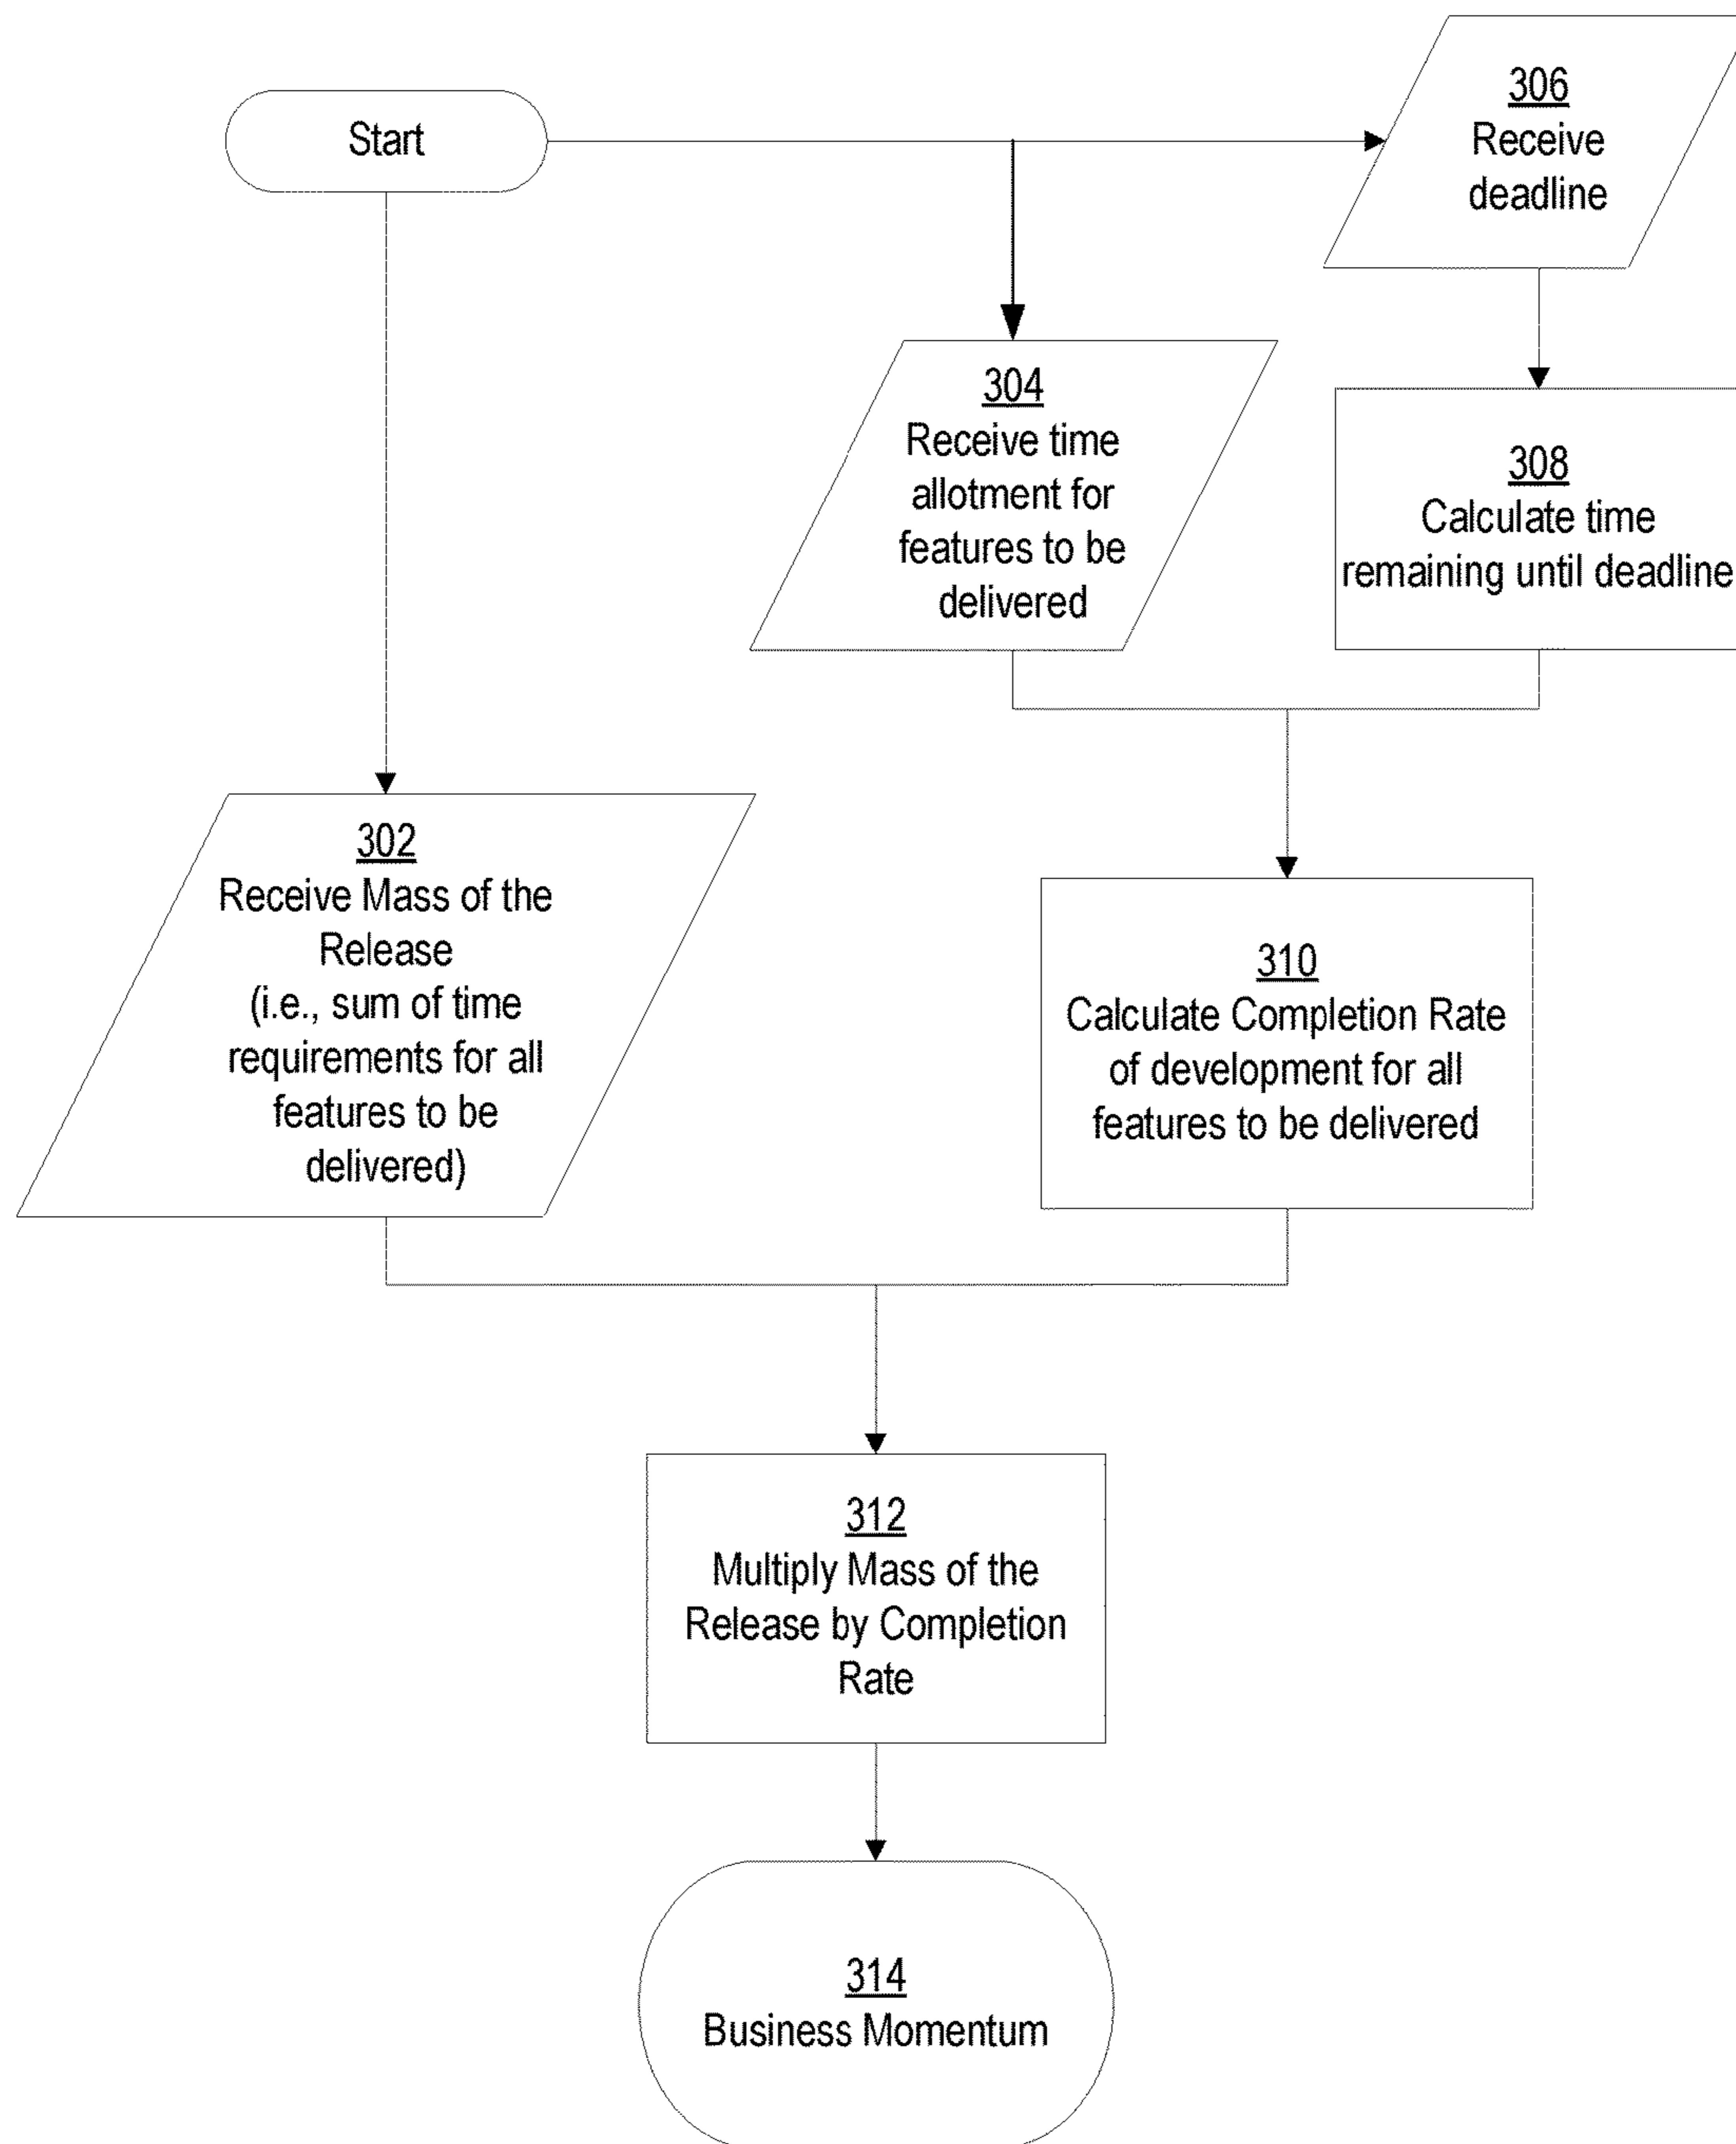 Start
306
Receive
deadline
304
Receive time
allotment for
features to be
delivered
308
Calculate time
remaining until deadline
302
Receive Mass of the
Release
(i.e., sum of time
requirements for all
features to be
delivered)
310
Calculate Completion Rate
of development for all
features to be delivered
312
Multiply Mass of the
Release by Completion
Rate
314
Business Momentum